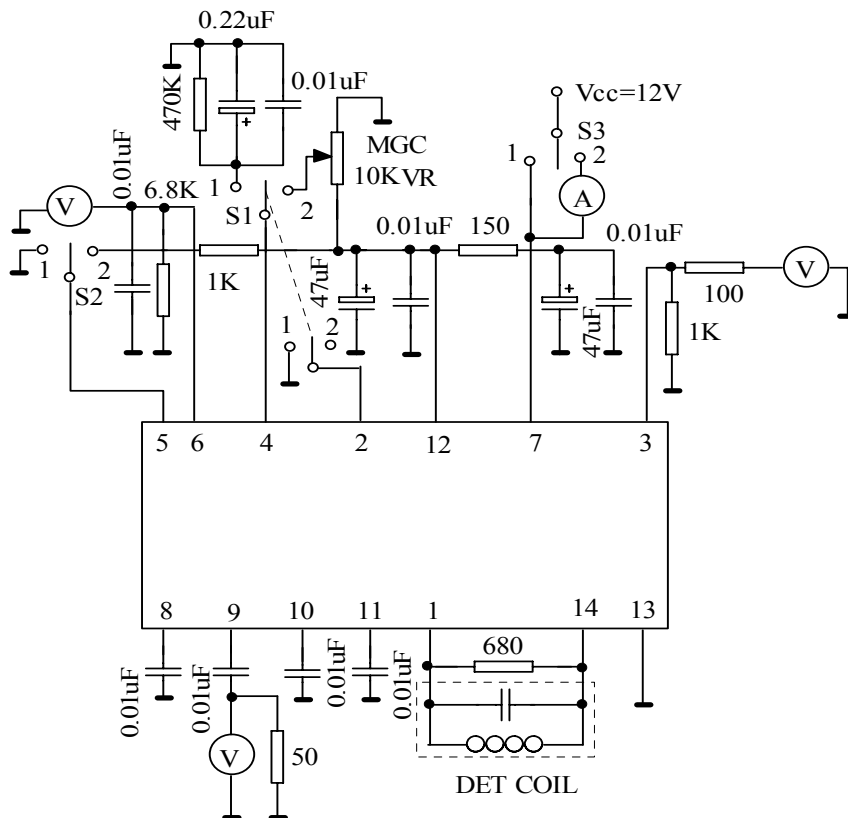 0.22uF
470K
0.01uF
Vcc=12V
S3
1
2
A
MGC
10K VR
0.01uF
6.8K
V
1
S1
2
1
2
S2
1K
47uF
0.01uF
150
0.01uF
47uF
100
V
1K
1
2
5
6
4
2
12
7
3
8
9
10
11
1
14
13
0.01uF
0.01uF
0.01uF
0.01uF
680
V
50
DET COIL